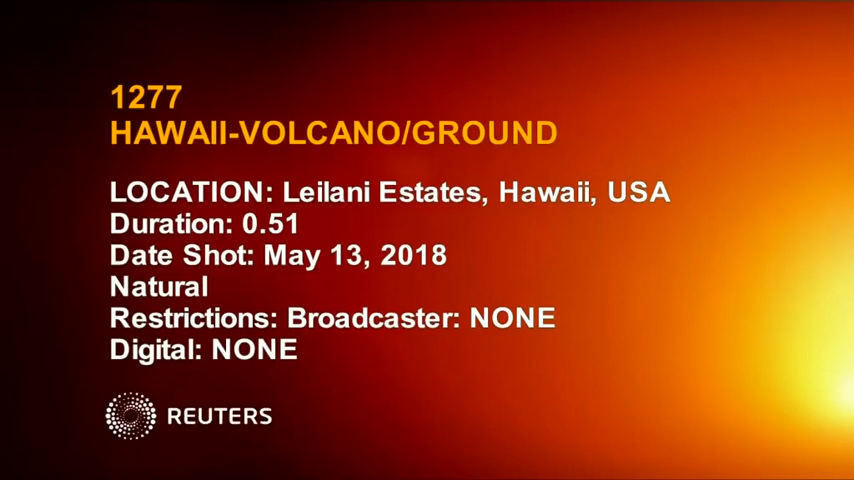 1277
HAWAII-VOLCANO/GROUND
LOCATION: Leilani Estates, Hawaii, USA
Duration: 0.51
Date Shot: May 13, 2018
Natural
Restrictions: Broadcaster: NONE
Digital: NONE
REUTERS